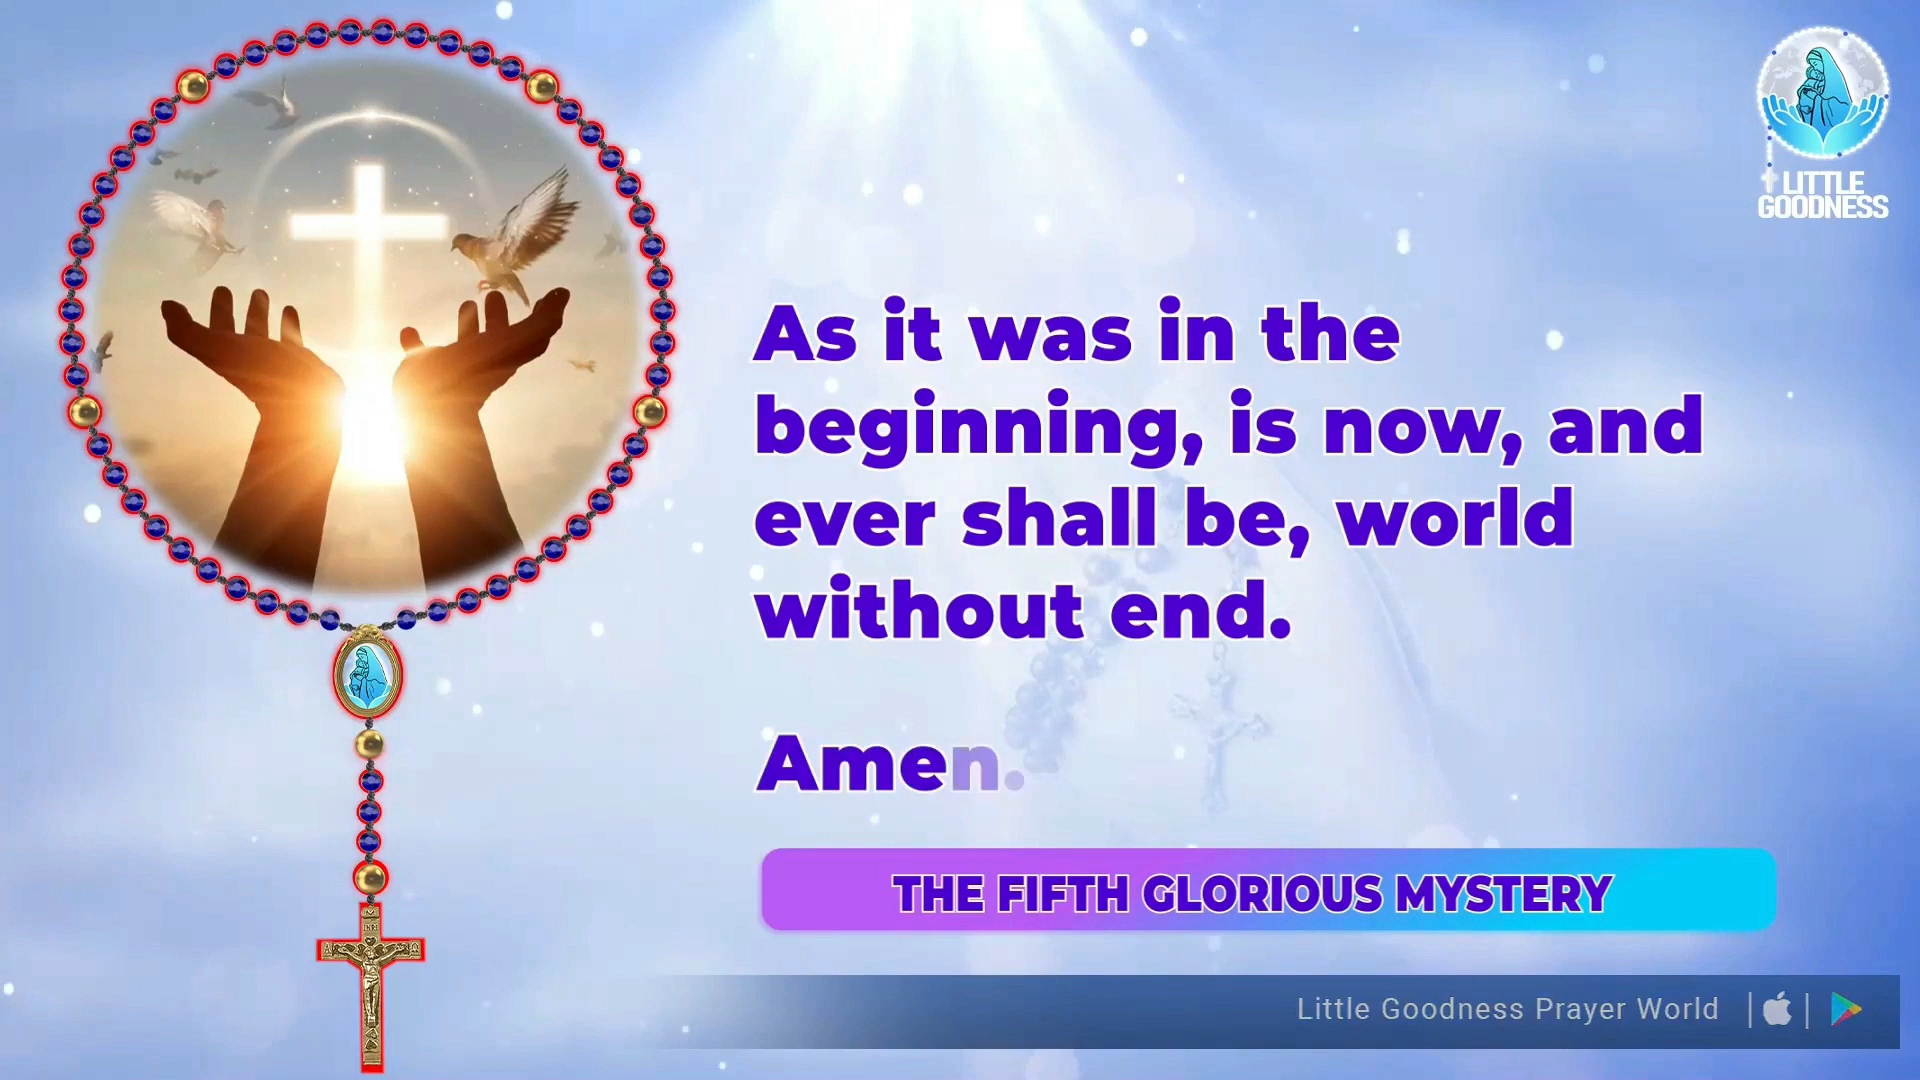 LITTLE
GOODNESS
As it was in the
beginning, is now, and
ever shall be, world
without end.
Amen.
THE FIFTH GLORIOUS MYSTERY
Little Goodness Prayer World
INRI